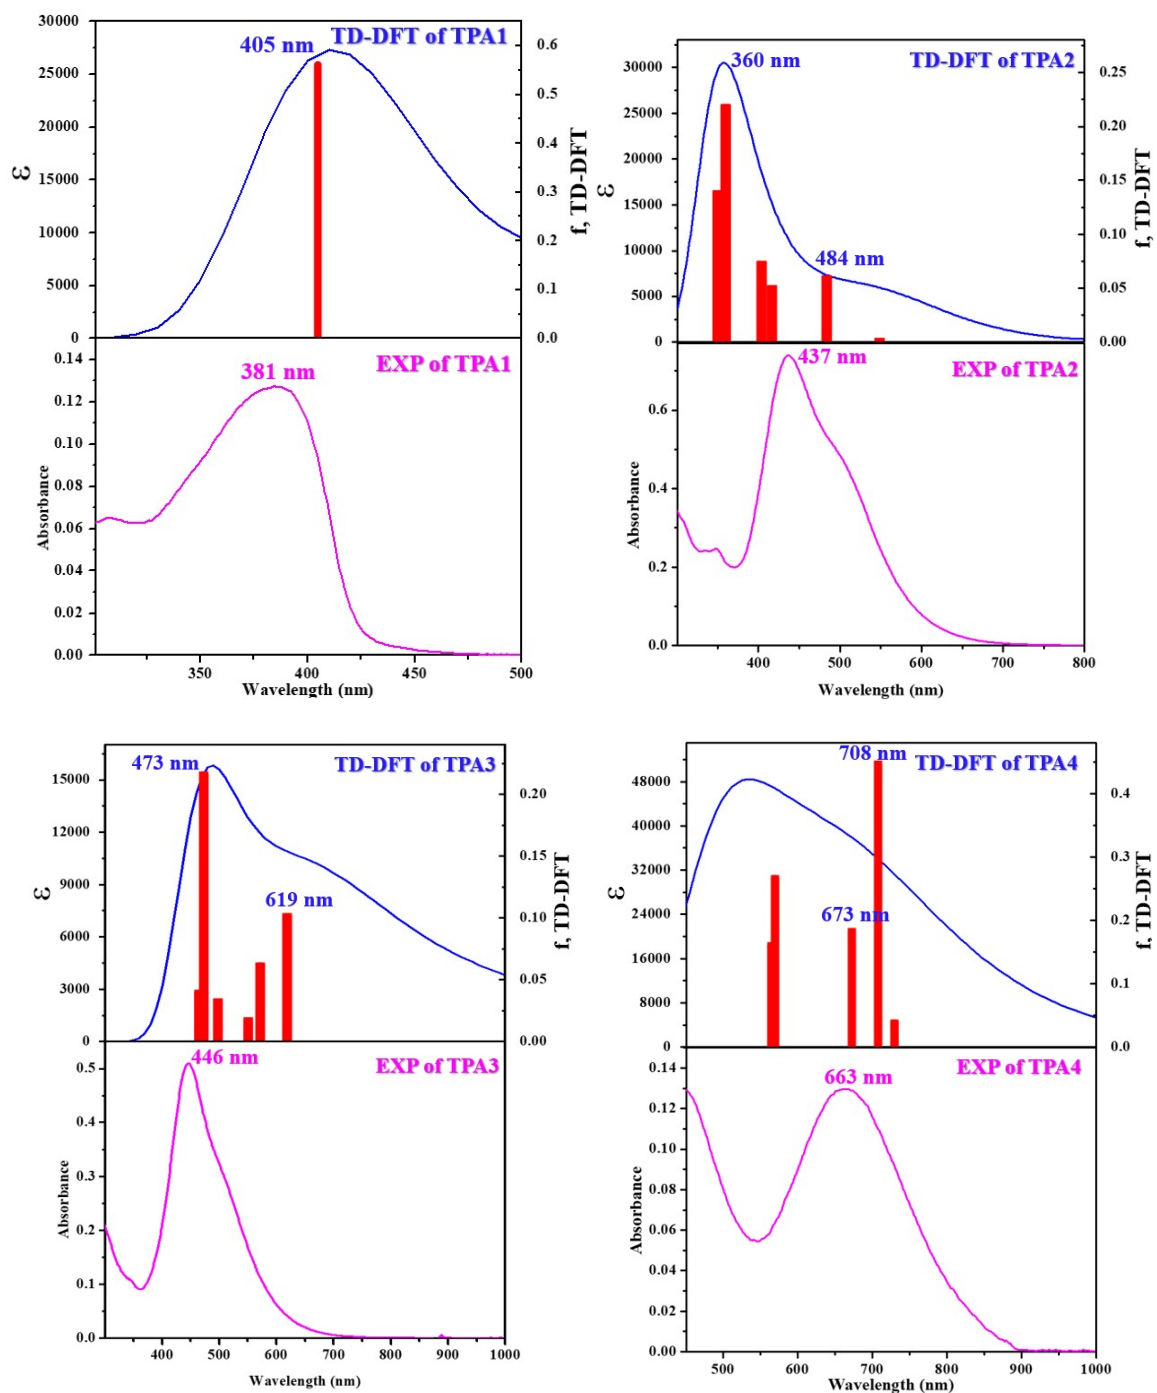 TD-DFT of TPA1
405 nm
30000
25000
20000
15000
10000
5000
0
ε
0.6
0.5
0.4
0.3
0.2
0.1
0.0
f, TD-DFT
EXP of TPA1
381 nm
0.14
0.12
0.10
0.08
0.06
0.04
0.02
0.00
Absorbance
350 400 450 500
Wavelength (nm)
TD-DFT of TPA2
360 nm
484 nm
30000
25000
20000
15000
10000
5000
0
ε
0.25
0.20
0.15
0.10
0.05
0.00
f, TD-DFT
EXP of TPA2
437 nm
0.6
0.4
0.2
0.0
Absorbance
400 500 600 700 800
Wavelength (nm)
TD-DFT of TPA3
473 nm
619 nm
15000
12000
9000
6000
3000
0
ε
0.20
0.15
0.10
0.05
0.00
f, TD-DFT
EXP of TPA3
446 nm
0.5
0.4
0.3
0.2
0.1
0.0
Absorbance
400 500 600 700 800 900 1000
Wavelength (nm)
708 nm
TD-DFT of TPA4
673 nm
48000
40000
32000
24000
16000
8000
0
ε
0.4
0.3
0.2
0.1
0.0
f, TD-DFT
EXP of TPA4
663 nm
0.14
0.12
0.10
0.08
0.06
0.04
0.02
0.00
Absorbance
500 600 700 800 900 1000
Wavelength (nm)